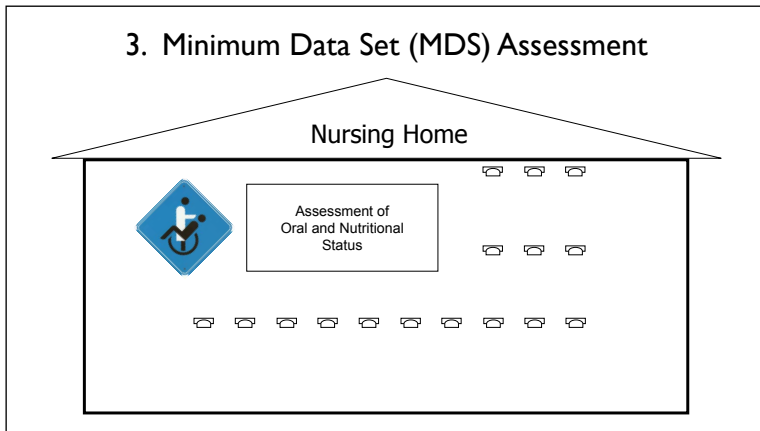 3. Minimum Data Set (MDS) Assessment
Nursing Home
Assessment of
Oral and Nutritional
Status